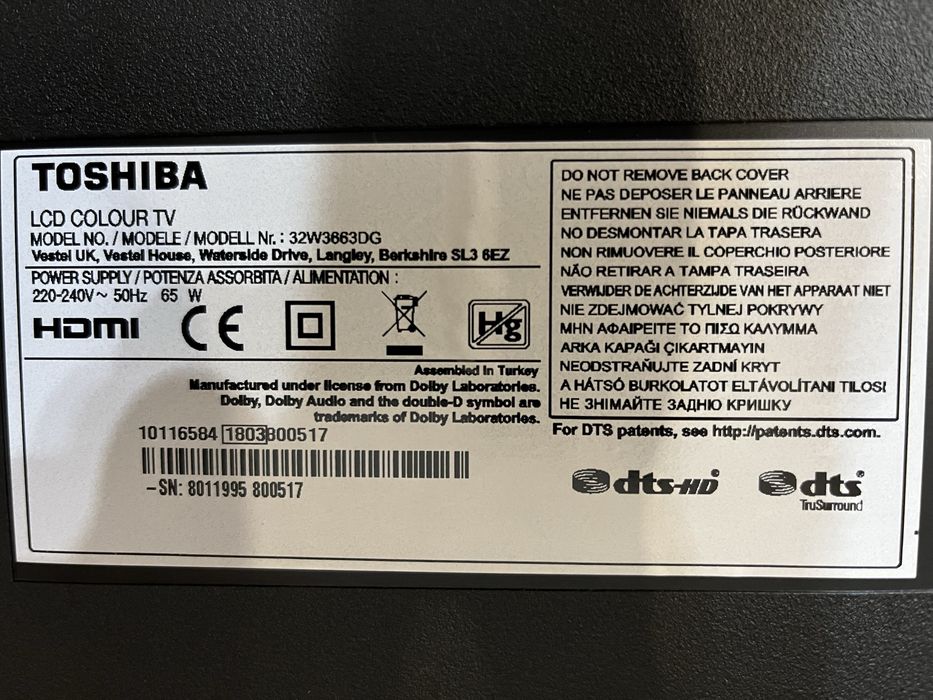 TOSHIBA
LCD COLOUR TV
MODEL NO. / MODELE / MODELL Nr. : 32W3663DG
Vestel UK, Vestel House, Waterside Drive, Langley, Berkshire SL3 6EZ
POWER SUPPLY / POTENZA ASSORBITA / ALIMENTATION :
220-240V ~ 50Hz 65 W
HDMI CE Hg
Assembled in Turkey
Manufactured under license from Dolby Laboratories.
Dolby, Dolby Audio and the double-D symbol are
trademarks of Dolby Laboratories.
10116584 1803B00517
-SN: 8011995 800517
DO NOT REMOVE BACK COVER
NE PAS DEPOSER LE PANNEAU ARRIERE
ENTFERNEN SIE NIEMALS DIE RÜCKWAND
NO DESMONTAR LA TAPA TRASERA
NON RIMUOVERE IL COPERCHIO POSTERIORE
NÃO RETIRAR A TAMPA TRASEIRA
VERWIJDER DE ACHTERZIJDE VAN HET APPARAAT NIET
NIE ZDEJMOWAĆ TYLNEJ POKRYWY
ΜΗΝ ΑΦΑΙΡΕΙΤΕ ΤΟ ΠΙΣΩ ΚΑΛΥΜΜΑ
ARKA KAPAĞI ÇIKARTMAYIN
NEODSTRAŇUJTE ZADNÍ KRYT
A HÁTSÓ BURKOLATOT ELTÁVOLÍTANI TILOS!
НЕ ЗНІМАЙТЕ ЗАДНЮ КРИШКУ
For DTS patents, see http://patents.dts.com.
dts-HD
dts
TruSurround